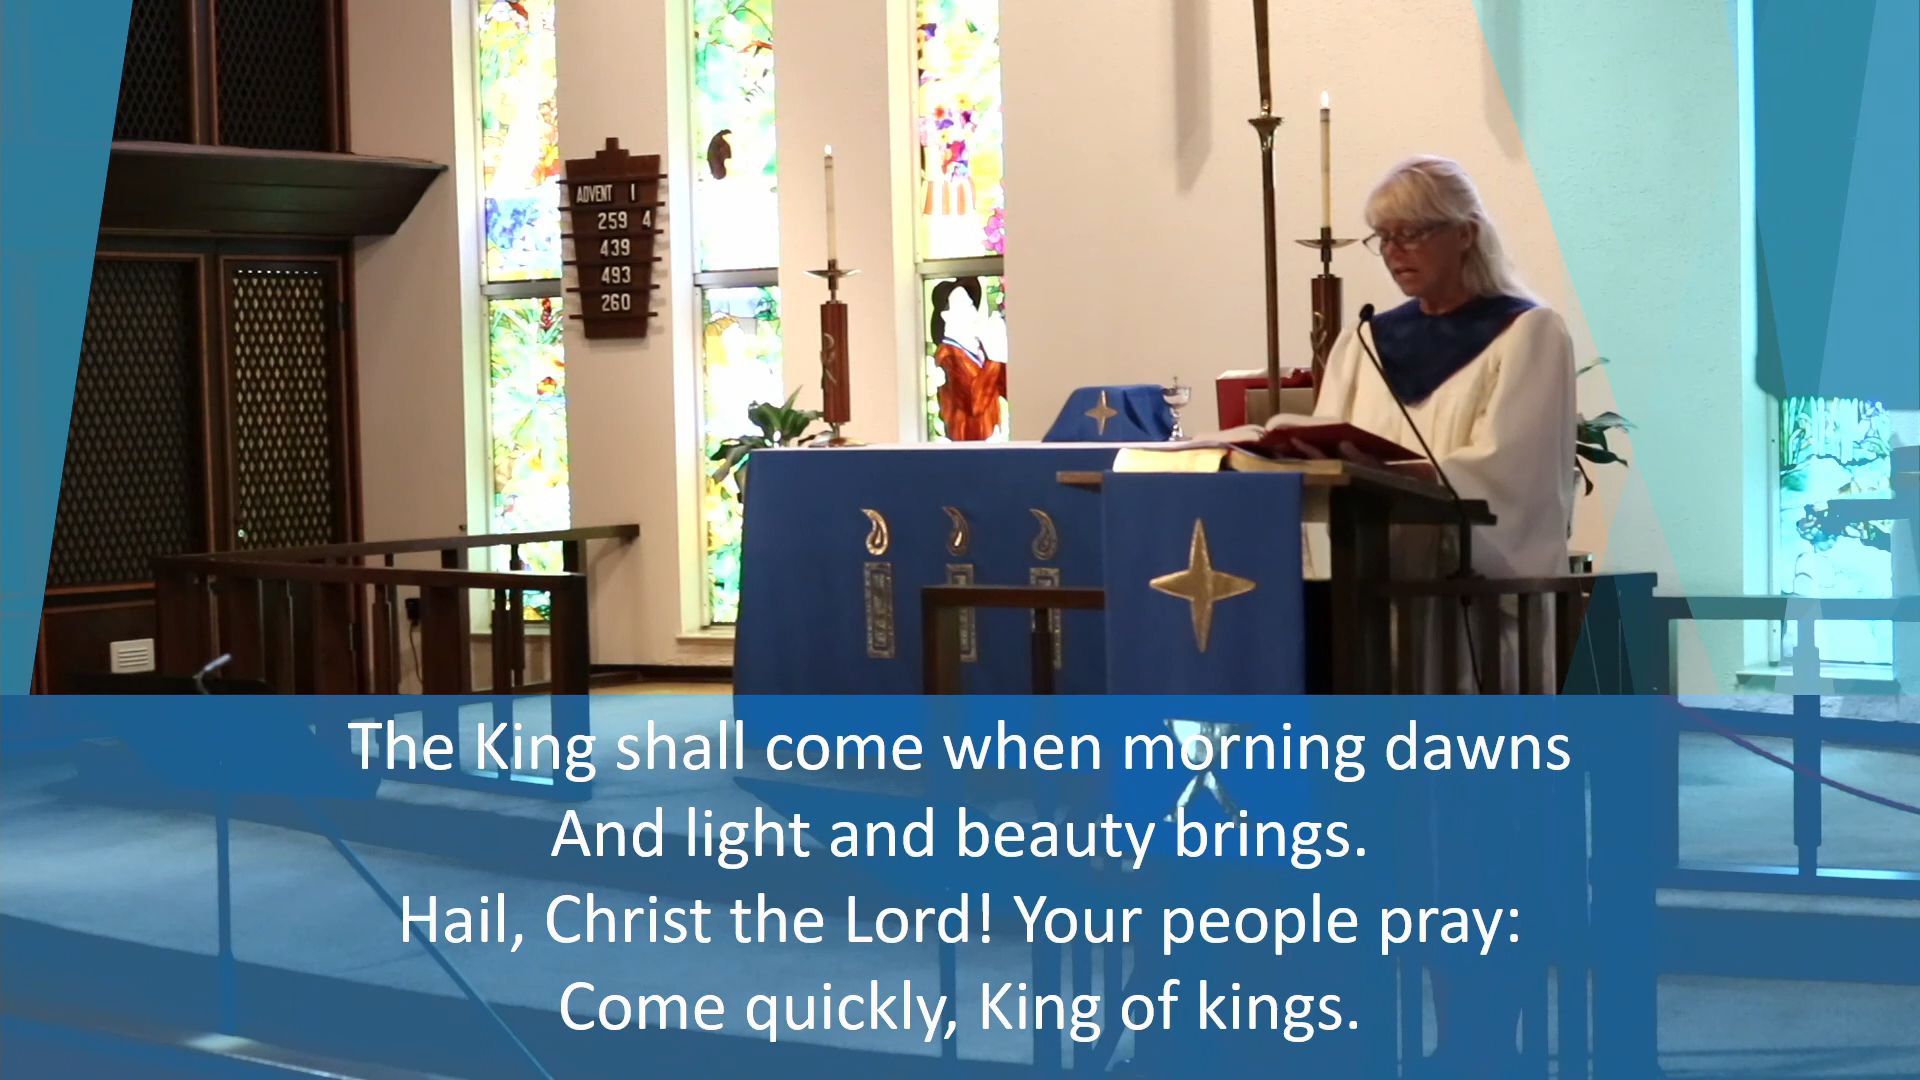 ADVENT 1
259 4
439
493
260
The King shall come when morning dawns
And light and beauty brings.
Hail, Christ the Lord! Your people pray:
Come quickly, King of kings.